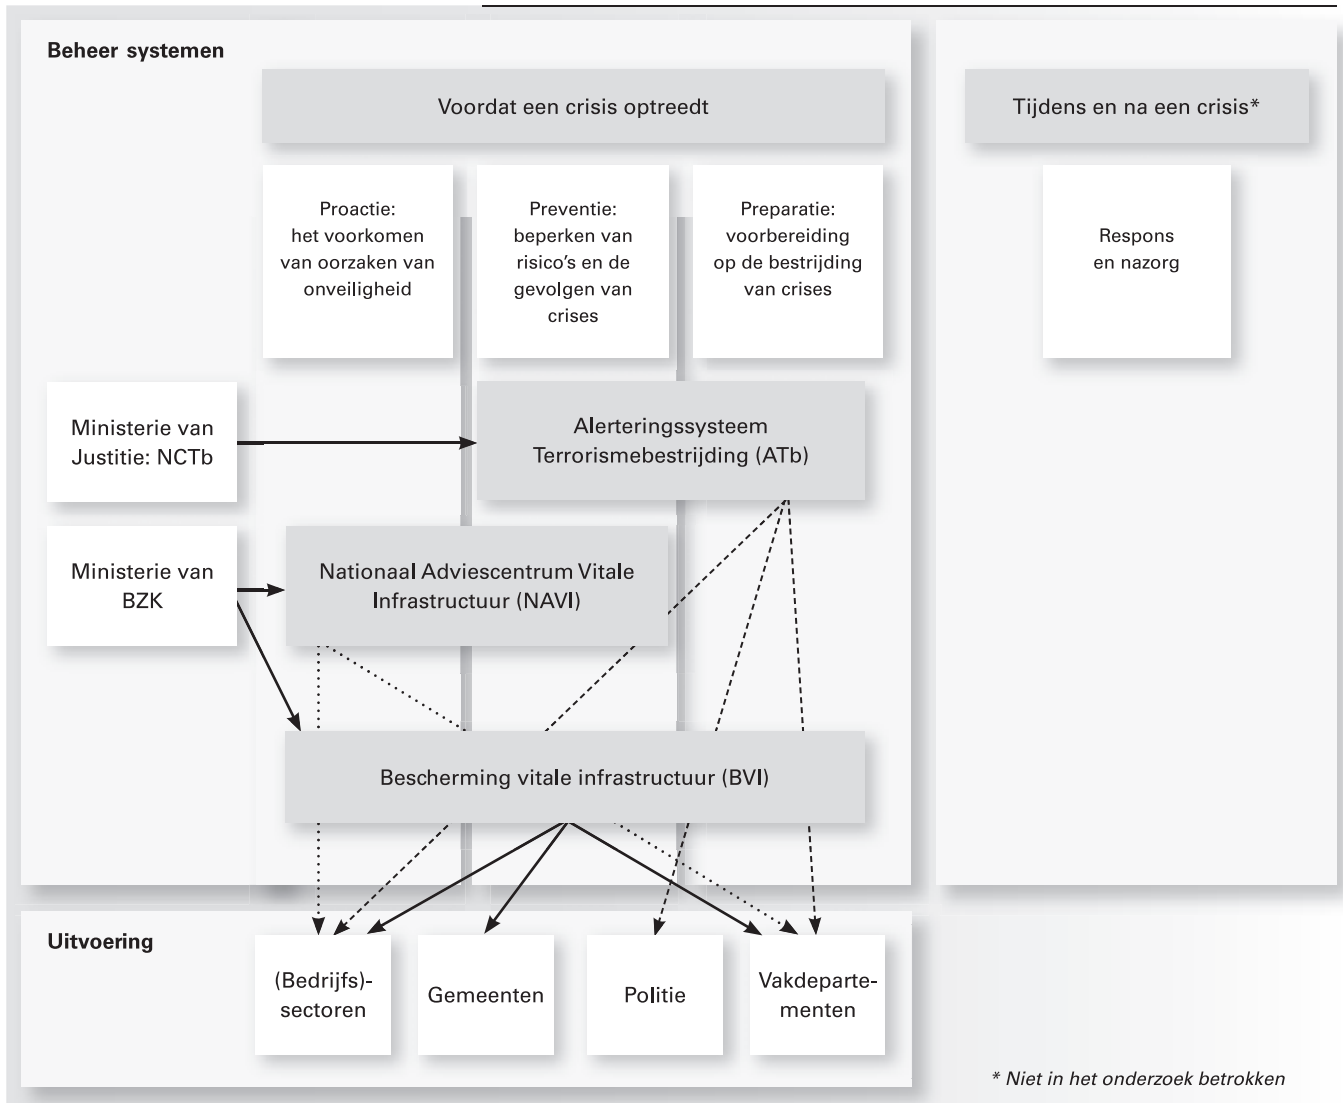 Beheer systemen
Voordat een crisis optreedt
Tijdens en na een crisis*
Proactie:
het voorkomen
van oorzaken van
onveiligheid
Preventie:
beperken van
risico's en de
gevolgen van
crises
Preparatie:
voorbereiding
op de bestrijding
van crises
Respons
en nazorg
Ministerie van
Justitie: NCTb
Alerteringssysteem
Terrorismebestrijding (ATb)
Ministerie van
BZK
Nationaal Adviescentrum Vitale
Infrastructuur (NAVI)
Bescherming vitale infrastructuur (BVI)
Uitvoering
(Bedrijfs)-
sectoren
Gemeenten
Politie
Vakdeparte-
menten
* Niet in het onderzoek betrokken